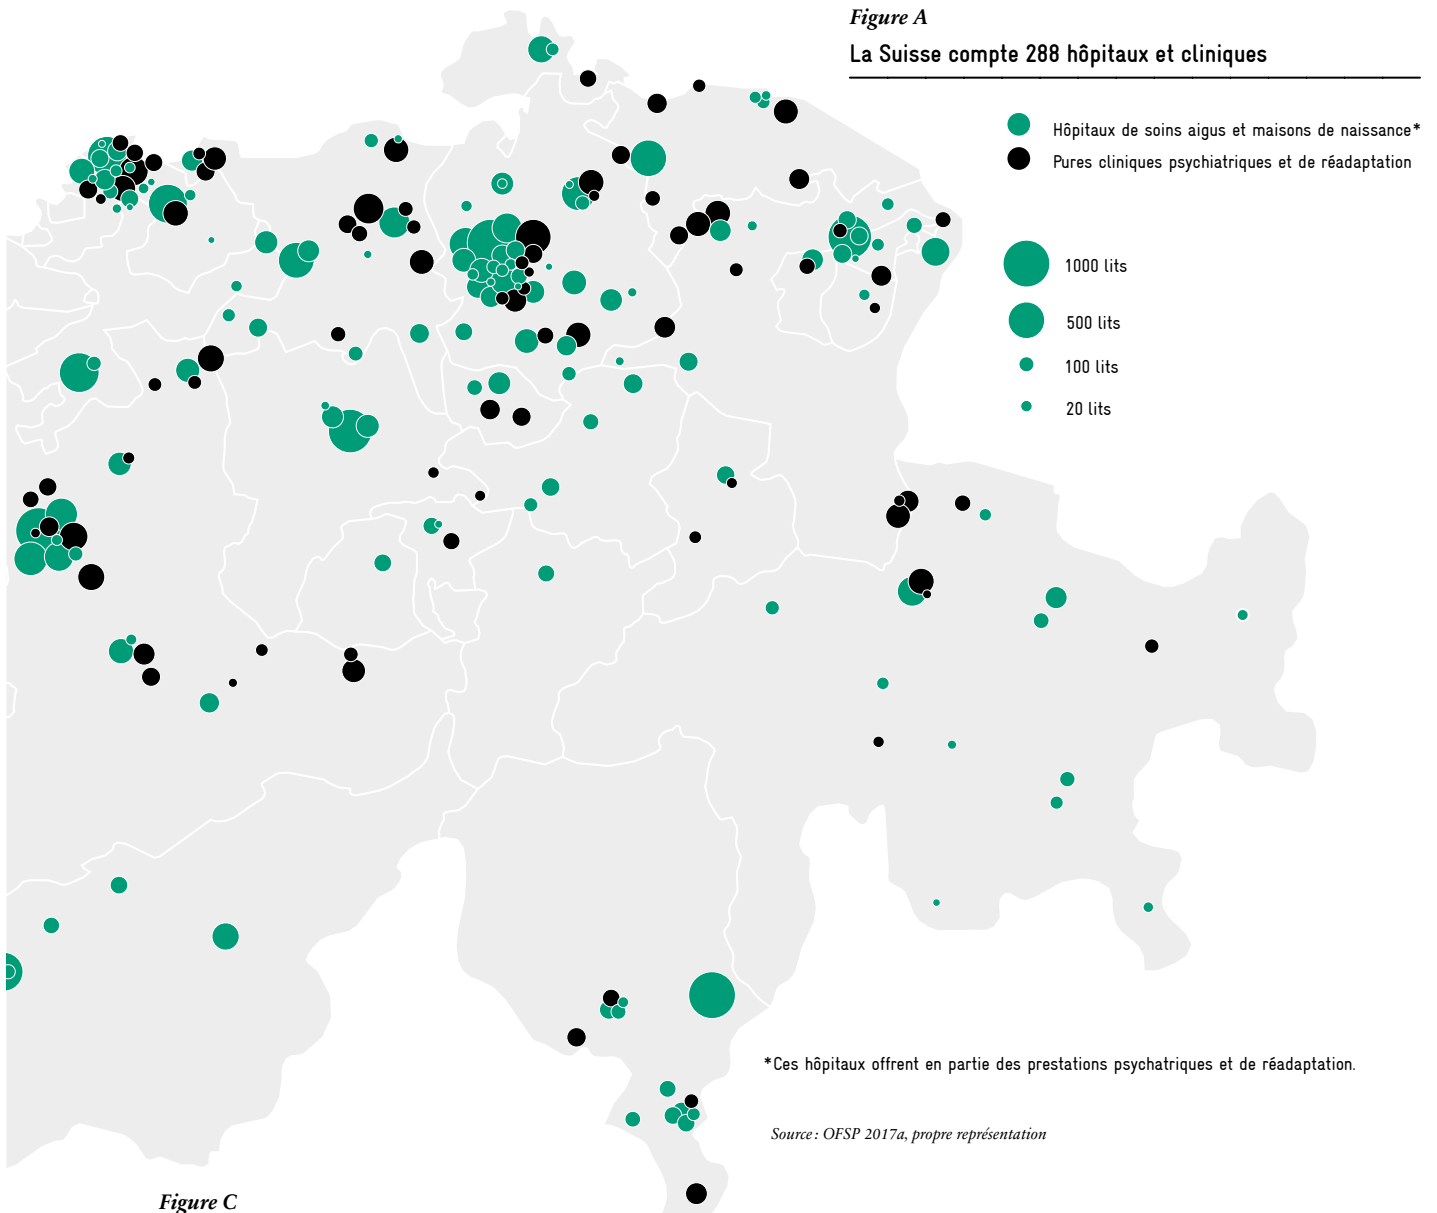 Figure A
La Suisse compte 288 hôpitaux et cliniques
Hôpitaux de soins aigus et maisons de naissance*
Pures cliniques psychiatriques et de réadaptation
1000 lits
500 lits
100 lits
20 lits
*Ces hôpitaux offrent en partie des prestations psychatriques et de réadaptation.
Source : OFSP 2017a, propre représentation
Figure C